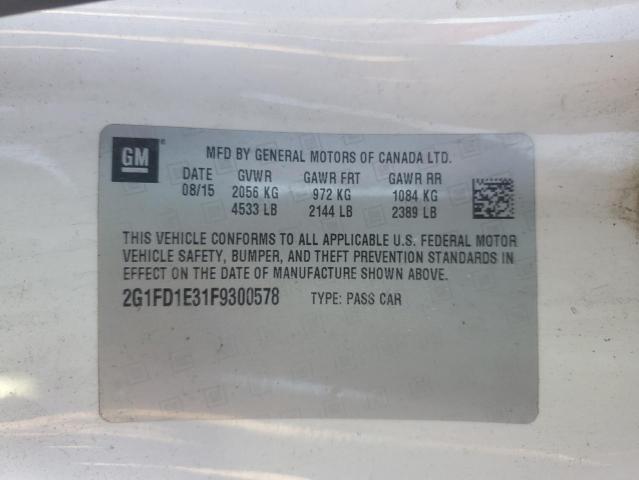 GM
MFD BY GENERAL MOTORS OF CANADA LTD.
DATE GVWR GAWR FRT GAWR RR
08/15 2056 KG 972 KG 1084 KG
4533 LB 2144 LB 2389 LB
THIS VEHICLE CONFORMS TO ALL APPLICABLE U.S. FEDERAL MOTOR
VEHICLE SAFETY, BUMPER, AND THEFT PREVENTION STANDARDS IN
EFFECT ON THE DATE OF MANUFACTURE SHOWN ABOVE.
2G1FD1E31F9300578 TYPE: PASS CAR